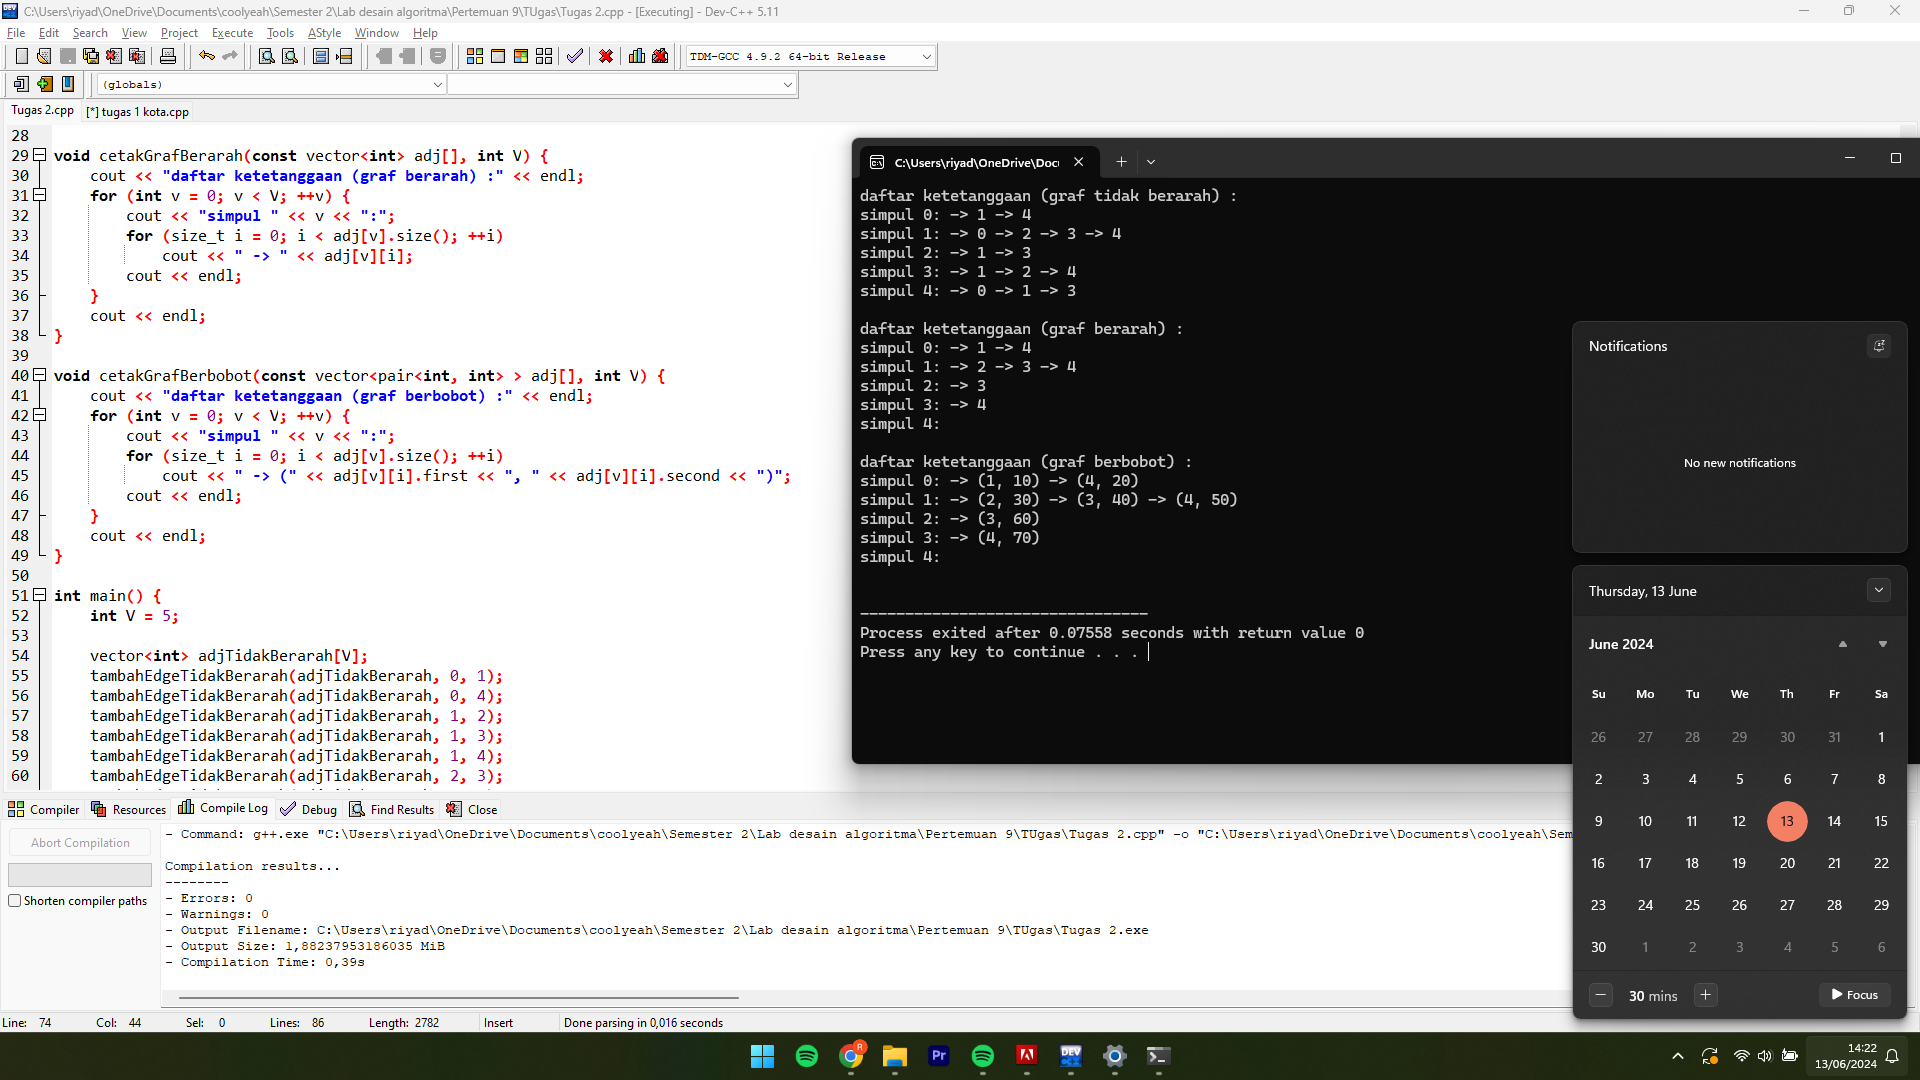 C:\Users\riyad\OneDrive\Documents\coolyeah\Semester 2\Lab desain algoritma\Pertemuan 9\TUgas\Tugas 2.cpp - [Executing] - Dev-C++ 5.11
File Edit Search View Project Execute Tools AStyle Window Help
TDM-GCC 4.9.2 64-bit Release
(globals)
Tugas 2.cpp [*] tugas 1 kota.cpp
28
29 void cetakGrafBerarah(const vector<int> adj[], int V) {
30 cout << "daftar ketetanggaan (graf berarah) :" << endl;
31 for (int v = 0; v < V; ++v) {
32 cout << "simpul " << v << ":";
33 for (size_t i = 0; i < adj[v].size(); ++i)
34 cout << " -> " << adj[v][i];
35 cout << endl;
36 }
37 cout << endl;
38 }
39
40 void cetakGrafBerbobot(const vector<pair<int, int> > adj[], int V) {
41 cout << "daftar ketetanggaan (graf berbobot) :" << endl;
42 for (int v = 0; v < V; ++v) {
43 cout << "simpul " << v << ":";
44 for (size_t i = 0; i < adj[v].size(); ++i)
45 cout << " -> (" << adj[v][i].first << ", " << adj[v][i].second << ")";
46 cout << endl;
47 }
48 cout << endl;
49 }
50
51 int main() {
52 int V = 5;
53
54 vector<int> adjTidakBerarah[V];
55 tambahEdgeTidakBerarah(adjTidakBerarah, 0, 1);
56 tambahEdgeTidakBerarah(adjTidakBerarah, 0, 4);
57 tambahEdgeTidakBerarah(adjTidakBerarah, 1, 2);
58 tambahEdgeTidakBerarah(adjTidakBerarah, 1, 3);
59 tambahEdgeTidakBerarah(adjTidakBerarah, 1, 4);
60 tambahEdgeTidakBerarah(adjTidakBerarah, 2, 3);
C:\Users\riyad\OneDrive\Doc
daftar ketetanggaan (graf tidak berarah) :
simpul 0: -> 1 -> 4
simpul 1: -> 0 -> 2 -> 3 -> 4
simpul 2: -> 1 -> 3
simpul 3: -> 1 -> 2 -> 4
simpul 4: -> 0 -> 1 -> 3
daftar ketetanggaan (graf berarah) :
simpul 0: -> 1 -> 4
simpul 1: -> 2 -> 3 -> 4
simpul 2: -> 3
simpul 3: -> 4
simpul 4:
daftar ketetanggaan (graf berbobot) :
simpul 0: -> (1, 10) -> (4, 20)
simpul 1: -> (2, 30) -> (3, 40) -> (4, 50)
simpul 2: -> (3, 60)
simpul 3: -> (4, 70)
simpul 4:
--------------------------------
Process exited after 0.07558 seconds with return value 0
Press any key to continue . . .
Notifications
No new notifications
Thursday, 13 June
June 2024
Su Mo Tu We Th Fr Sa
26 27 28 29 30 31 1
2 3 4 5 6 7 8
9 10 11 12 13 14 15
16 17 18 19 20 21 22
23 24 25 26 27 28 29
30 1 2 3 4 5 6
30 mins Focus
Compiler Resources Compile Log Debug Find Results Close
Abort Compilation
Shorten compiler paths
- Command: g++.exe "C:\Users\riyad\OneDrive\Documents\coolyeah\Semester 2\Lab desain algoritma\Pertemuan 9\TUgas\Tugas 2.cpp" -o "C:\Users\riyad\OneDrive\Documents\coolyeah\Sem
Compilation results...
--------
- Errors: 0
- Warnings: 0
- Output Filename: C:\Users\riyad\OneDrive\Documents\coolyeah\Semester 2\Lab desain algoritma\Pertemuan 9\TUgas\Tugas 2.exe
- Output Size: 1,88237953186035 MiB
- Compilation Time: 0,39s
Line: 74 Col: 44 Sel: 0 Lines: 86 Length: 2782 Insert Done parsing in 0,016 seconds
R
Pr
DEV
14:22
13/06/2024